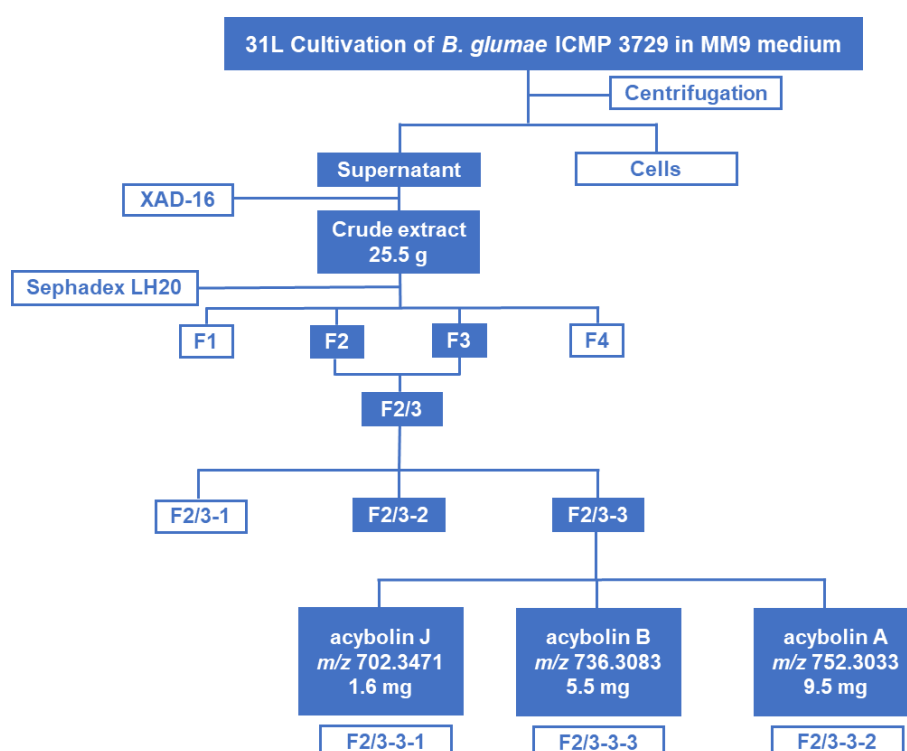 31L Cultivation of B. glumae ICMP 3729 in MM9 medium
Centrifugation
Supernatant
Cells
XAD-16
Crude extract
25.5 g
Sephadex LH20
F1
F2
F3
F4
F2/3
F2/3-1
F2/3-2
F2/3-3
acybolin J
m/z 702.3471
1.6 mg
acybolin B
m/z 736.3083
5.5 mg
acybolin A
m/z 752.3033
9.5 mg
F2/3-3-1
F2/3-3-3
F2/3-3-2